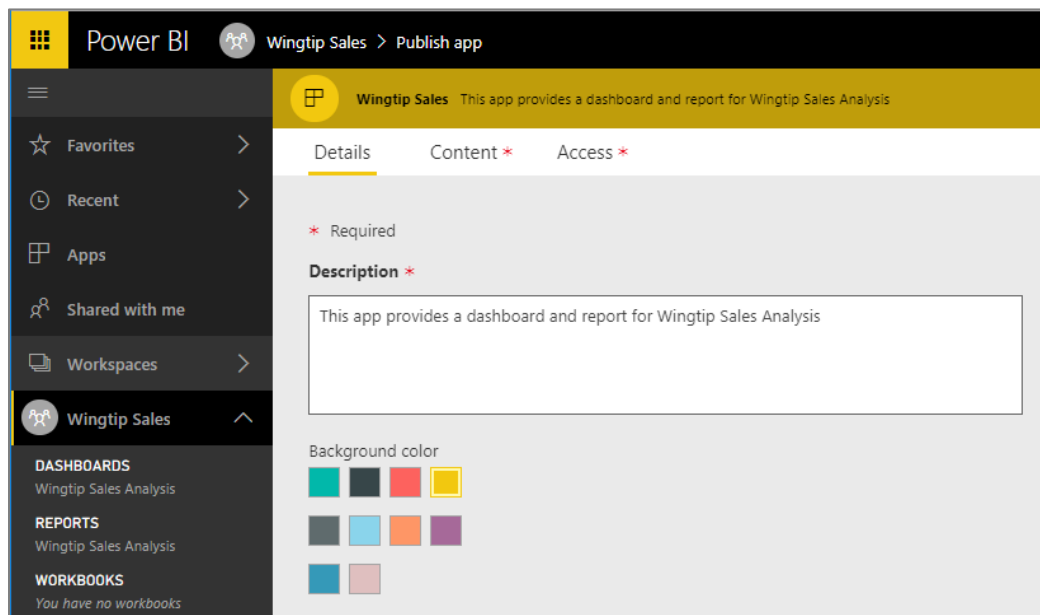 Power BI
Wingtip Sales > Publish app
Wingtip Sales This app provides a dashboard and report for Wingtip Sales Analysis
Favorites
Recent
Apps
Shared with me
Workspaces
Wingtip Sales
DASHBOARDS
Wingtip Sales Analysis
REPORTS
Wingtip Sales Analysis
WORKBOOKS
You have no workbooks
Details Content * Access *
* Required
Description *
This app provides a dashboard and report for Wingtip Sales Analysis
Background color